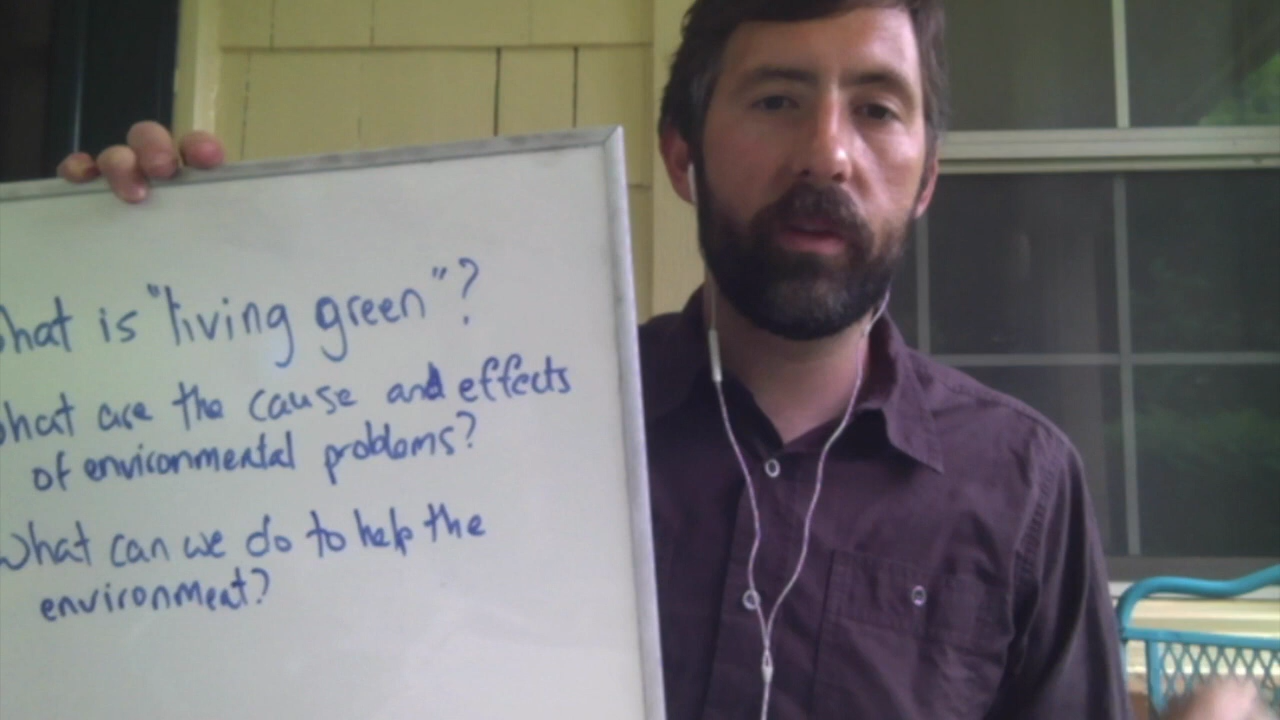 hat is "living green"?
hat are the cause and effects
of environmental problems?
What can we do to help the
environment?